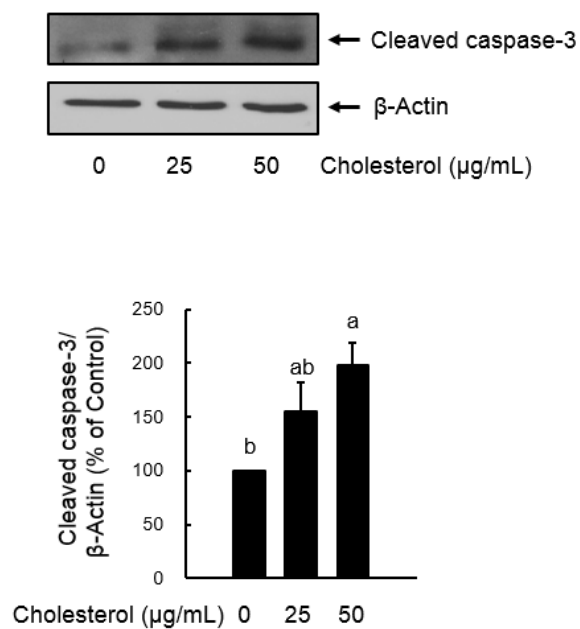 Cleaved caspase-3
β-Actin
0 25 50 Cholesterol (μg/mL)
Cleaved caspase-3/
β-Actin (% of Control)
250
200
150
100
50
0
b
ab
a
Cholesterol (μg/mL) 0 25 50